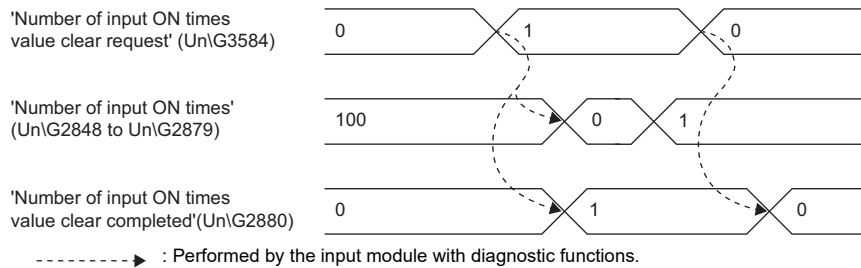 'Number of input ON times
value clear request' (Un\G3584)
0
1
0
'Number of input ON times'
(Un\G2848 to Un\G2879)
100
0
1
'Number of input ON times
value clear completed'(Un\G2880)
0
1
0
: Performed by the input module with diagnostic functions.